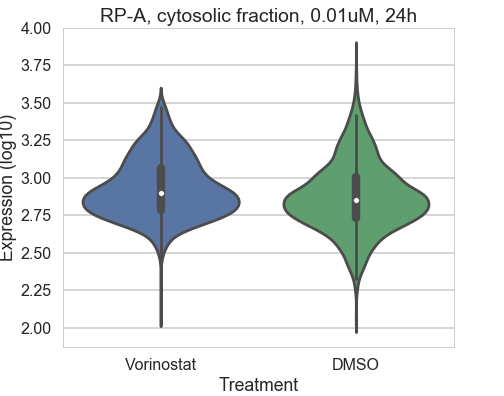 RP-A, cytosolic fraction, 0.01uM, 24h
Expression (log10)
4.00
3.75
3.50
3.25
3.00
2.75
2.50
2.25
2.00
Vorinostat DMSO
Treatment